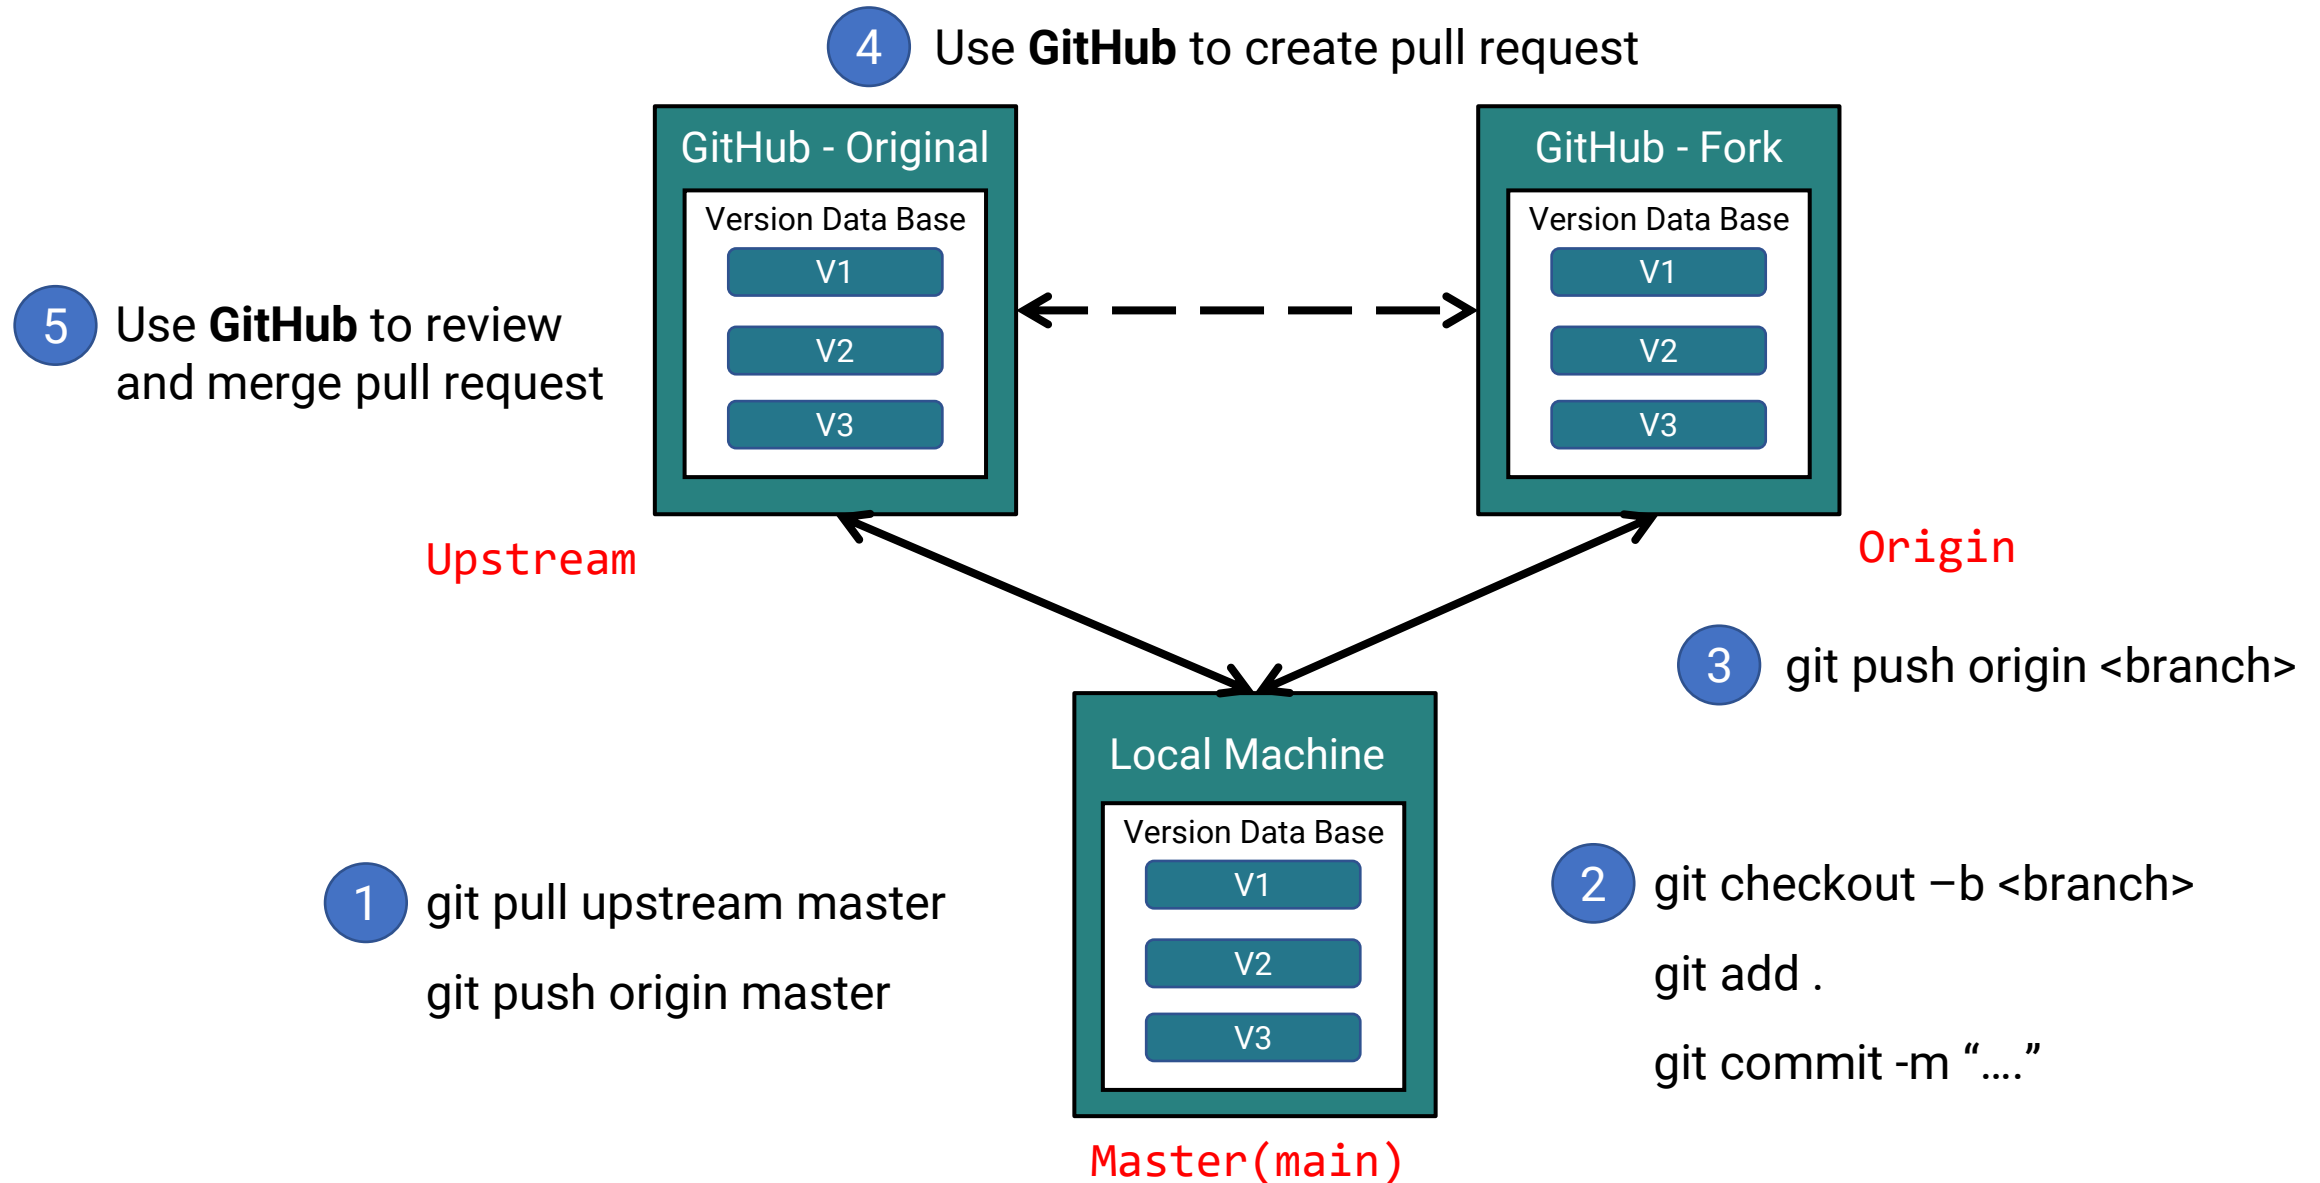 4 Use GitHub to create pull request
GitHub - Original
Version Data Base
V1
V2
V3
GitHub - Fork
Version Data Base
V1
V2
V3
5 Use GitHub to review
and merge pull request
Upstream
Origin
3 git push origin <branch>
Local Machine
Version Data Base
V1
V2
V3
1 git pull upstream master
git push origin master
2 git checkout –b <branch>
git add .
git commit -m “….”
Master(main)